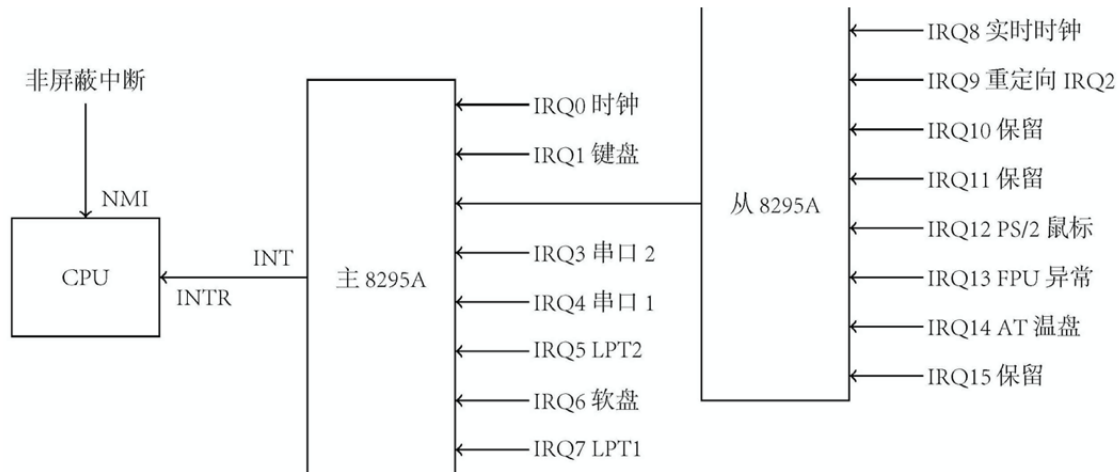 非屏蔽中断
NMI
CPU
INT
INTR
主 8295A
IRQ0 时钟
IRQ1 键盘
IRQ3 串口 2
IRQ4 串口 1
IRQ5 LPT2
IRQ6 软盘
IRQ7 LPT1
从 8295A
IRQ8 实时时钟
IRQ9 重定向 IRQ2
IRQ10 保留
IRQ11 保留
IRQ12 PS/2 鼠标
IRQ13 FPU 异常
IRQ14 AT 温盘
IRQ15 保留